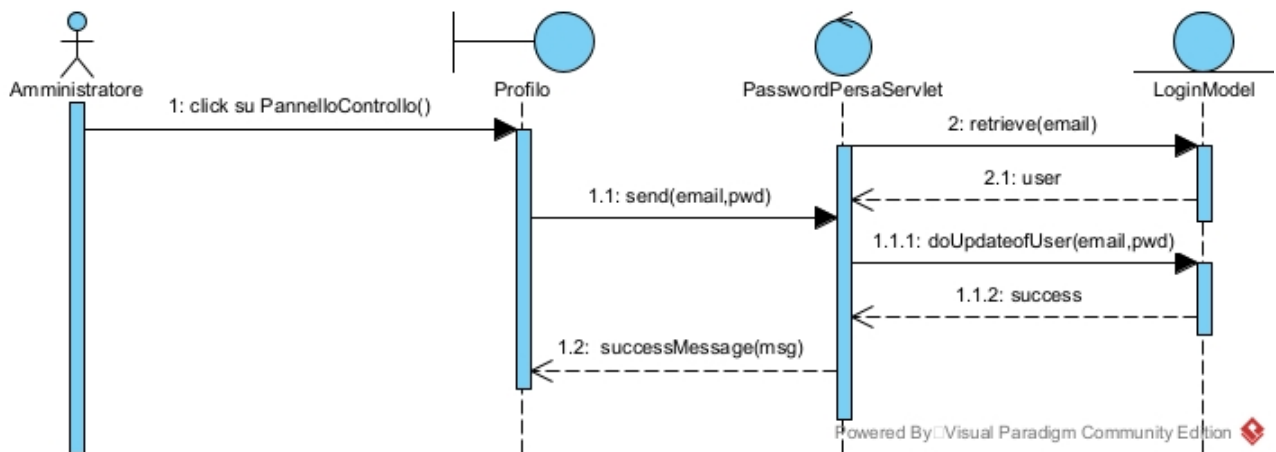 Amministratore
Profilo
PasswordPersaServlet
LoginModel
1: click su PannelloControllo()
2: retrieve(email)
2.1: user
1.1: send(email,pwd)
1.1.1: doUpdateofUser(email,pwd)
1.1.2: success
1.2: successMessage(msg)
Powered By Visual Paradigm Community Edition